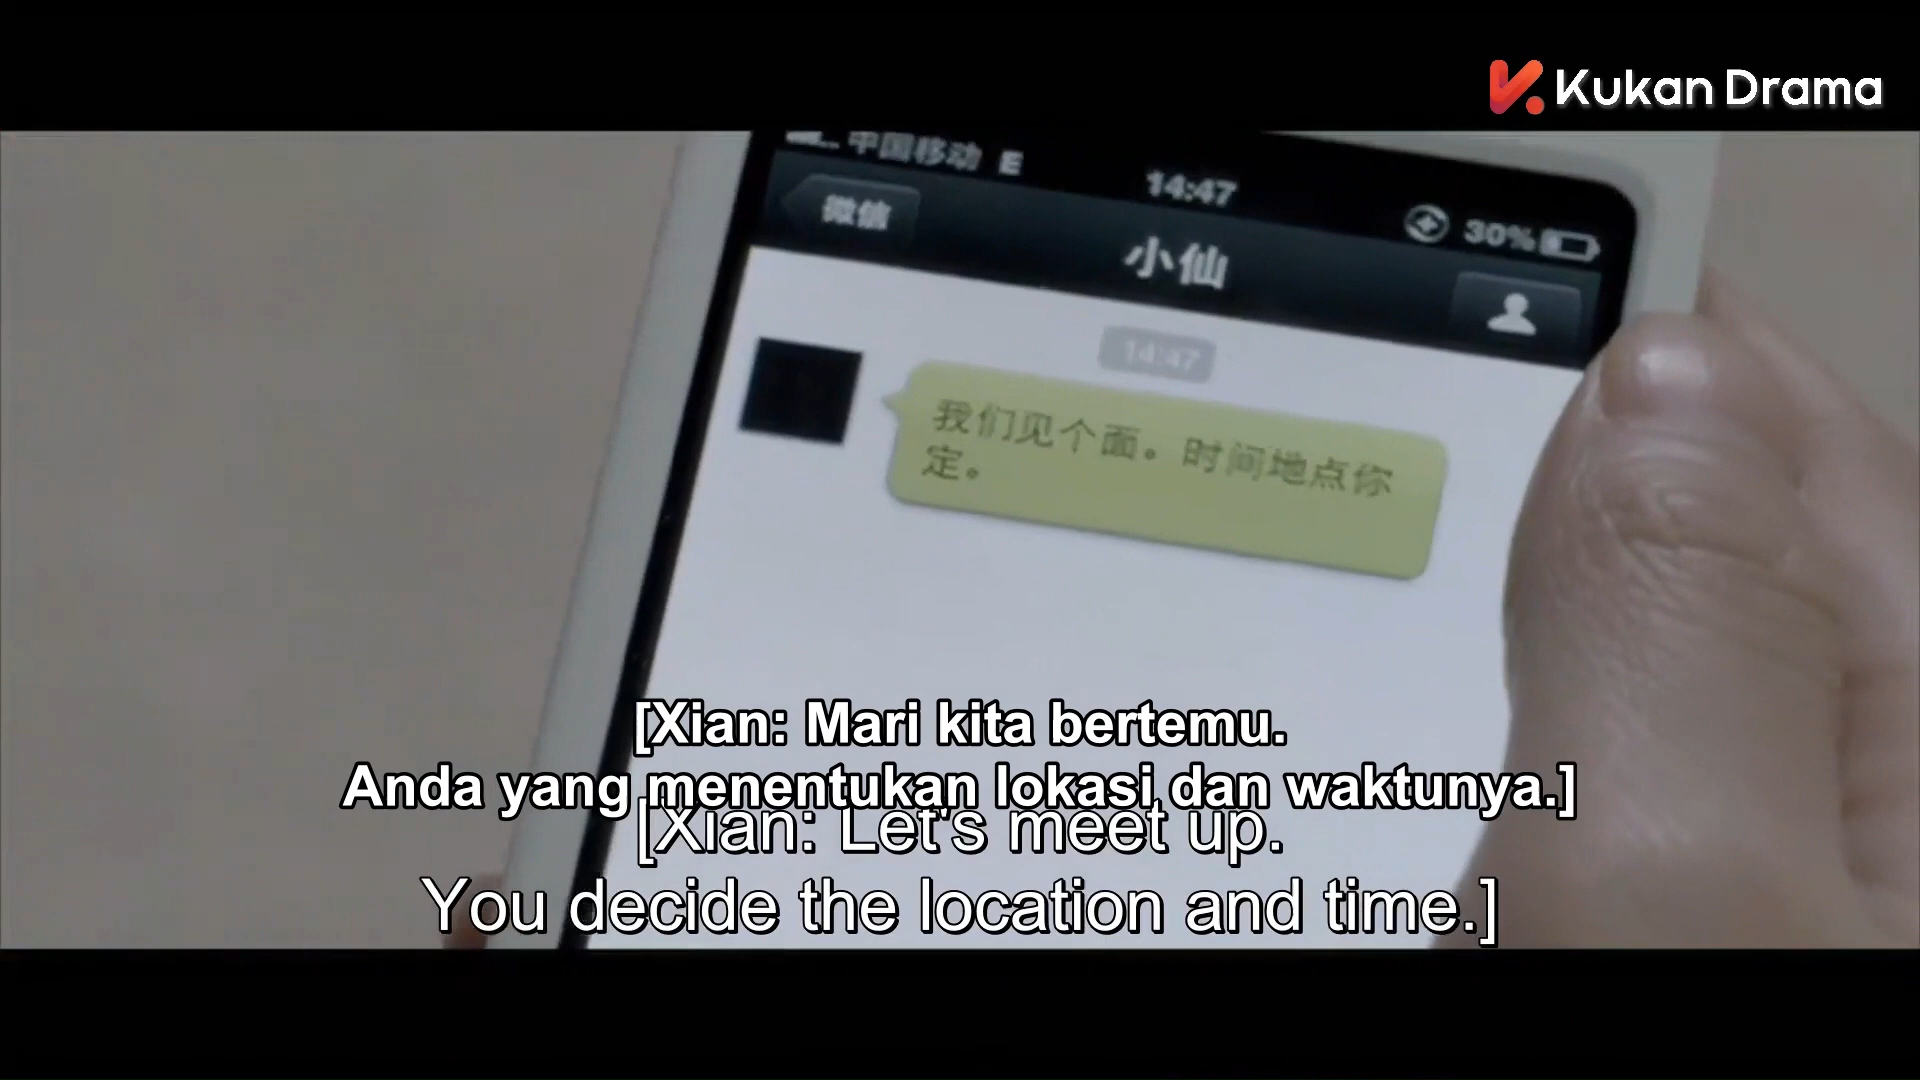 Kukan Drama
中国移动 E
14:47
30%
微信
小仙
14:47
我们见个面。时间地点你
定。
[Xian: Mari kita bertemu.
Anda yang menentukan lokasi dan waktunya.]
[Xian: Let's meet up.
You decide the location and time.]